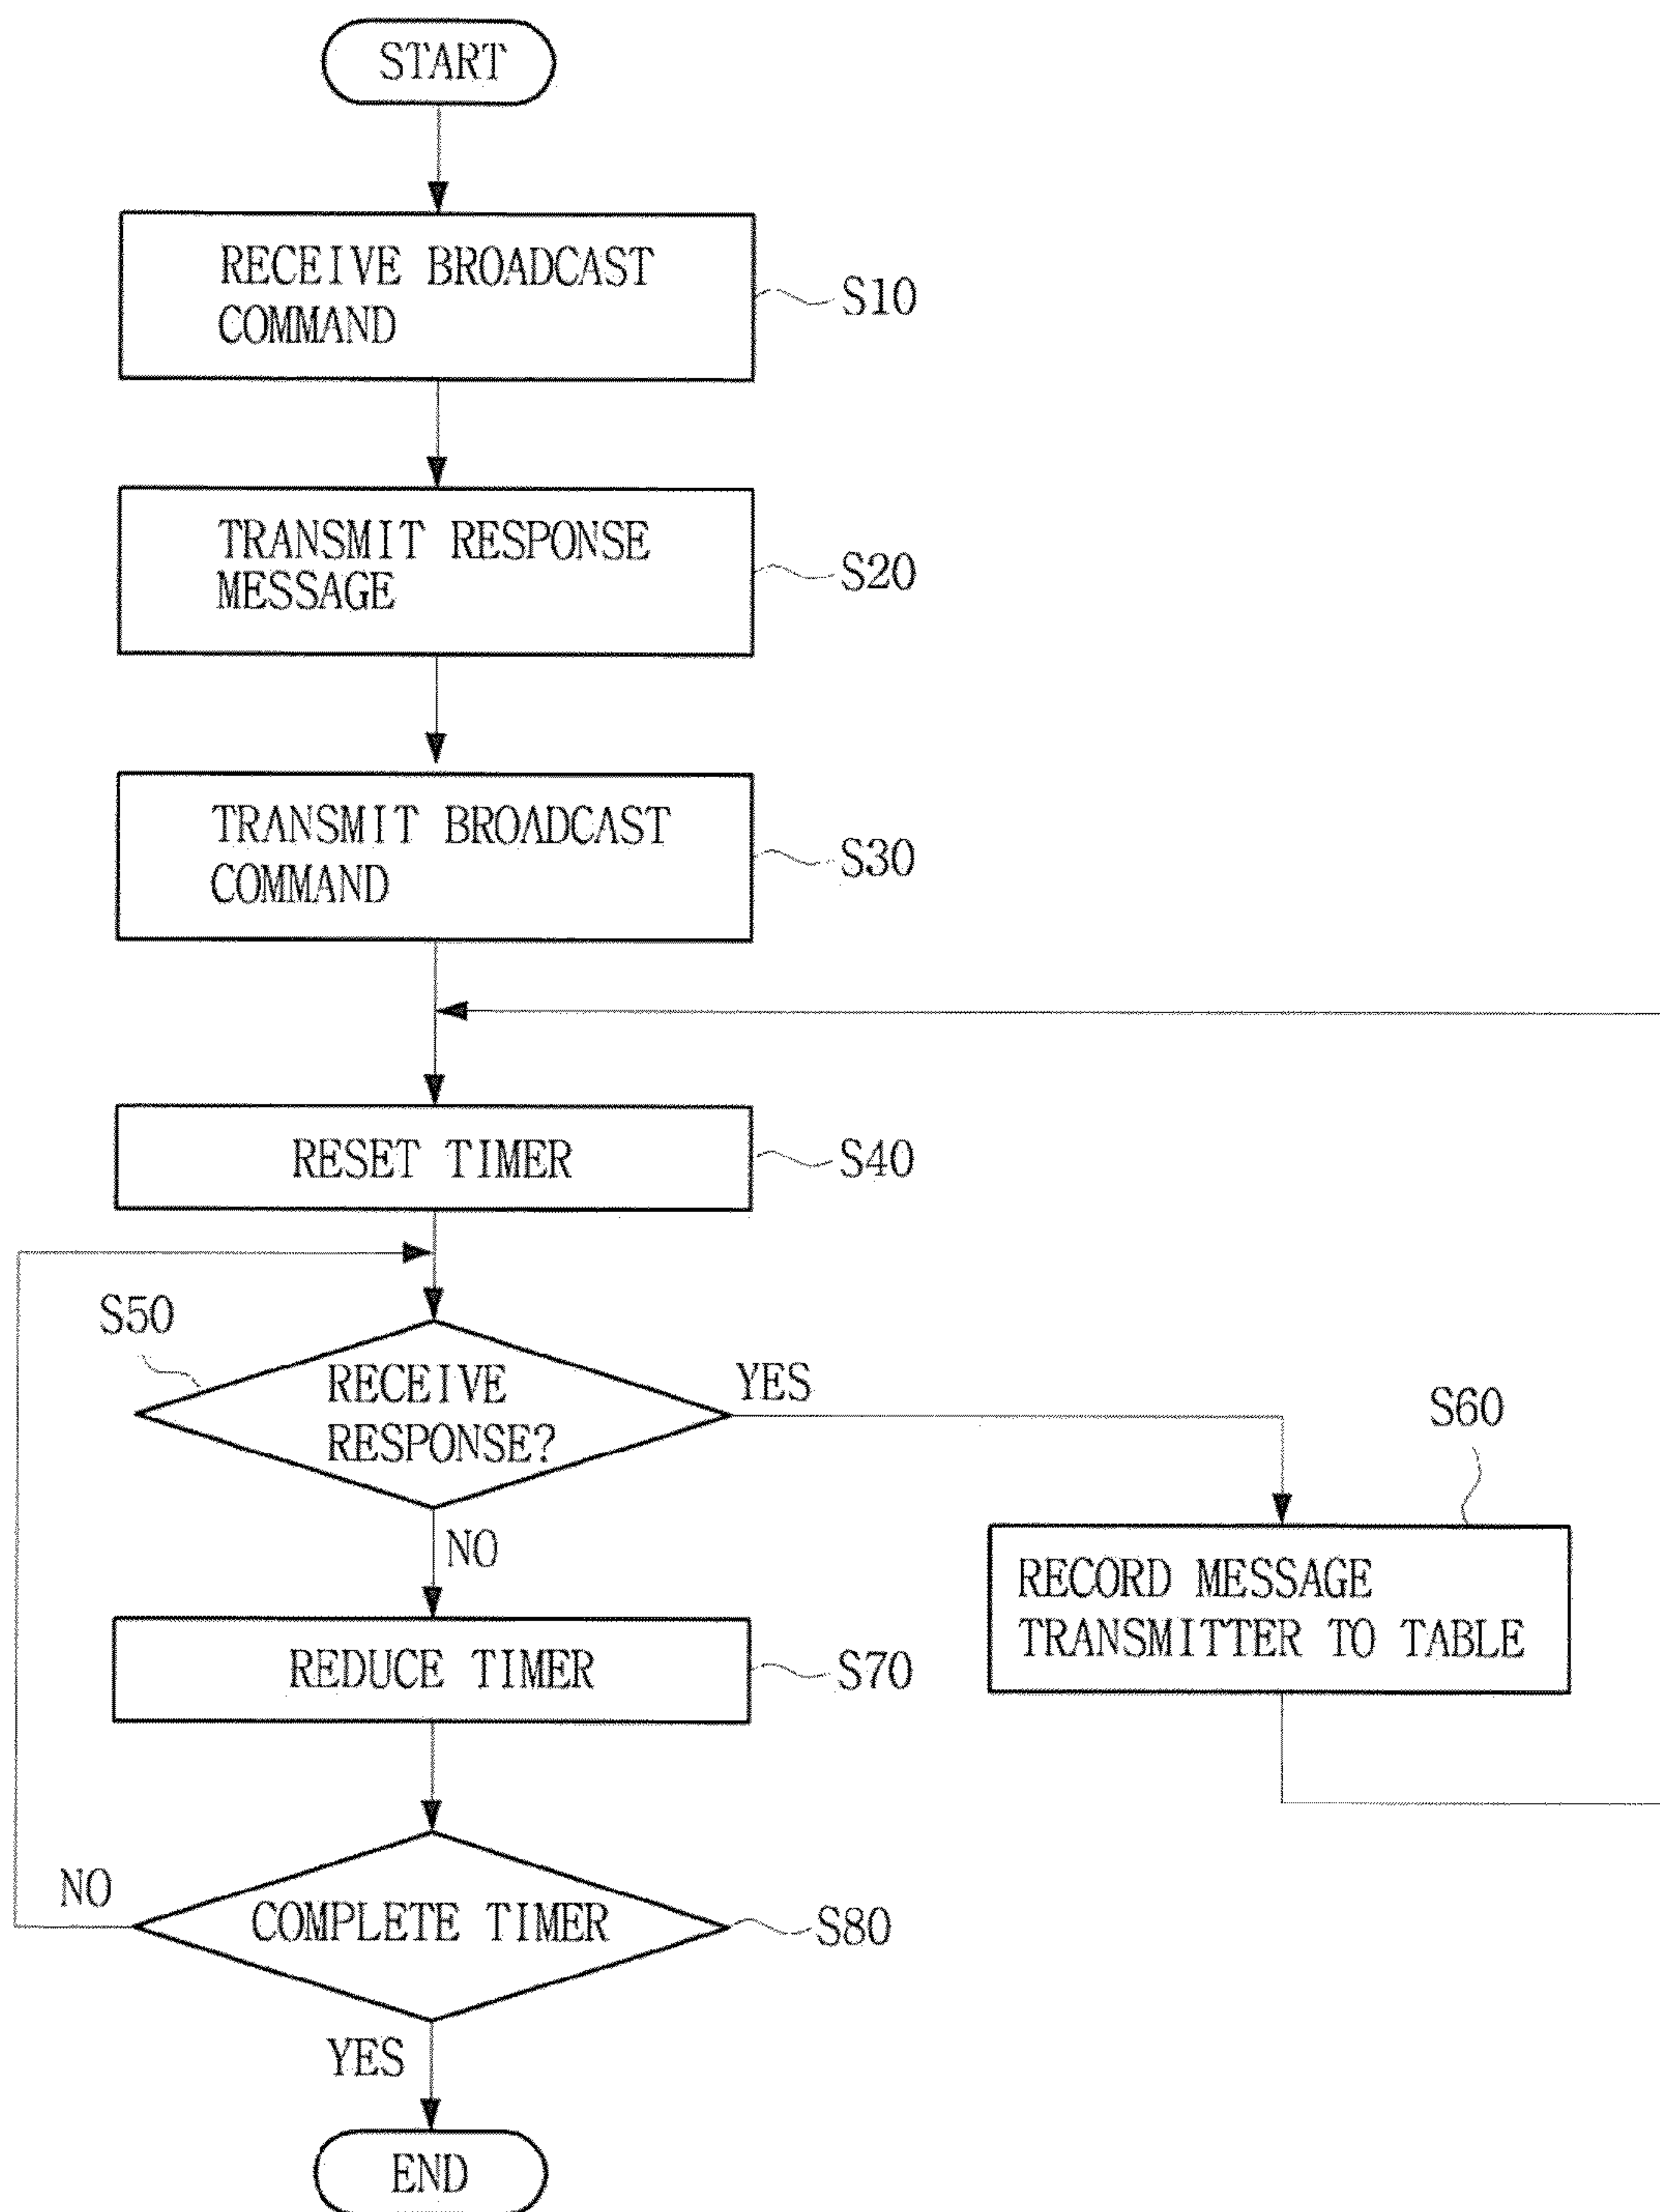 START
RECEIVE BROADCAST
COMMAND
S10
TRANSMIT RESPONSE
MESSAGE
S20
TRANSMIT BROADCAST
COMMAND
S30
RESET TIMER
S40
S50
RECEIVE
RESPONSE?
YES
NO
S60
RECORD MESSAGE
TRANSMITTER TO TABLE
REDUCE TIMER
S70
NO
COMPLETE TIMER
S80
YES
END